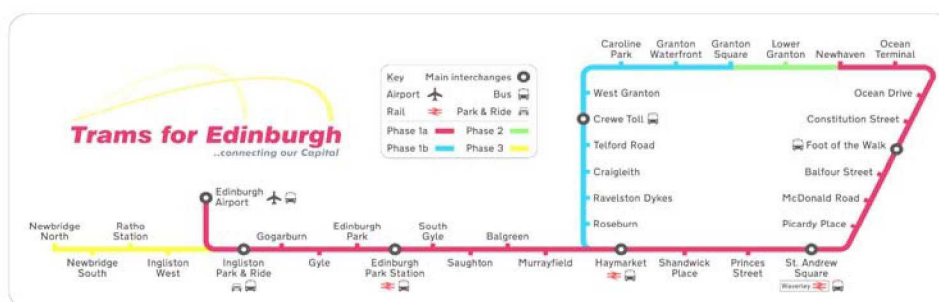 Trams for Edinburgh
..connecting our Capital
Key
Main interchanges
Airport
Bus
Rail
Park & Ride
Phase 1a
Phase 2
Phase 1b
Phase 3
Caroline
Park
Granton
Waterfront
Granton
Square
Lower
Granton
Newhaven
Ocean
Terminal
West Granton
Crewe Toll
Telford Road
Craigleith
Ravelston Dykes
Roseburn
Ocean Drive
Constitution Street
Foot of the Walk
Balfour Street
McDonald Road
Picardy Place
Edinburgh
Airport
Newbridge
North
Ratho
Station
Gogarburn
Edinburgh
Park
South
Gyle
Balgreen
Newbridge
South
Ingliston
West
Ingliston
Park & Ride
Gyle
Edinburgh
Park Station
Saughton
Murrayfield
Haymarket
Shandwick
Place
Princes
Street
St. Andrew
Square
Waverley